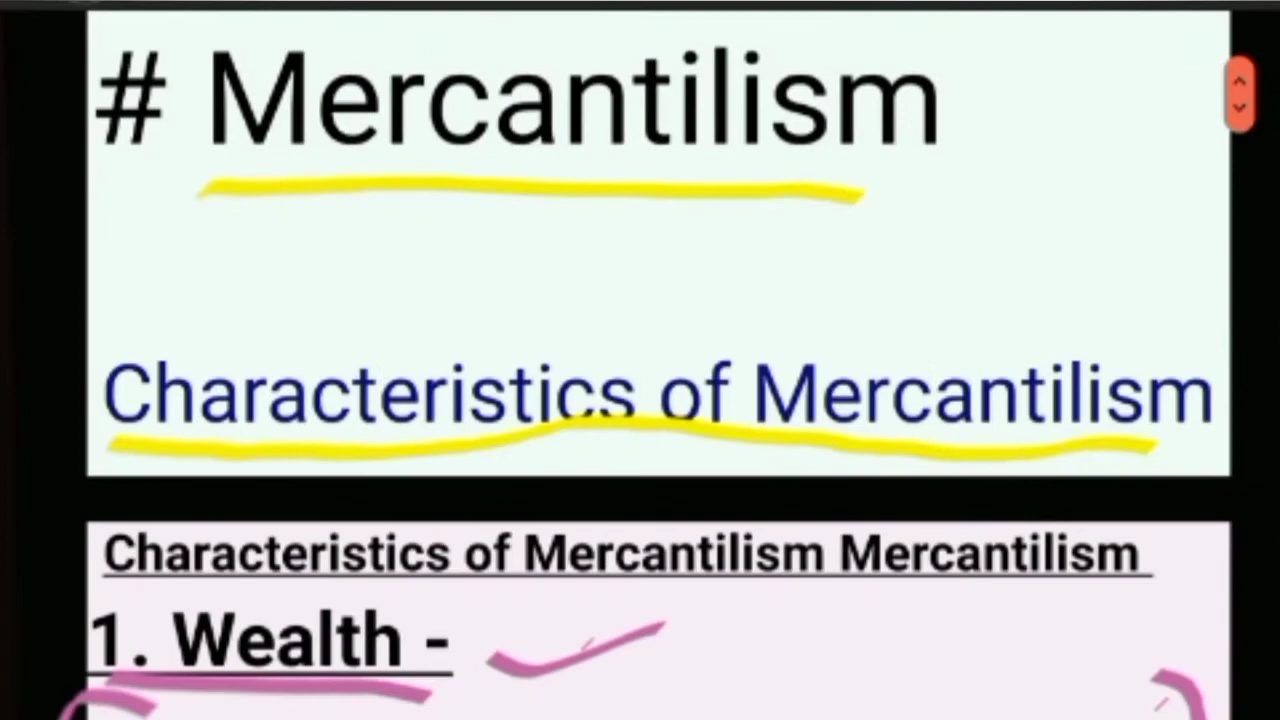 # Mercantilism
Characteristics of Mercantilism
Characteristics of Mercantilism Mercantilism
1. Wealth -